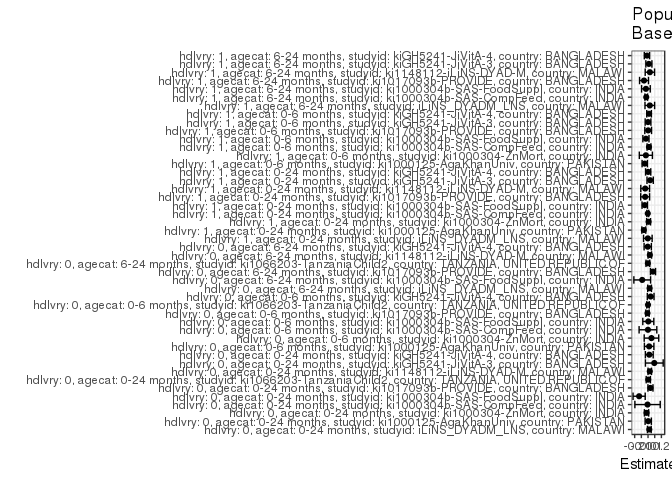 Popu
Base
hdlvry: 1, agecat: 6-24 months, studyid: kiGH5241-JiVitA-4, country: BANGLADESH
hdlvry: 1, agecat: 6-24 months, studyid: kiGH5241-JiVitA-3, country: BANGLADESH
hdlvry: 1, agecat: 6-24 months, studyid: ki1148112-iLiNS-DYAD-M, country: MALAWI
hdlvry: 1, agecat: 6-24 months, studyid: ki1017093b-PROVIDE, country: BANGLADESH
hdlvry: 1, agecat: 6-24 months, studyid: ki1000304b-SAS-FoodSuppl, country: INDIA
hdlvry: 1, agecat: 6-24 months, studyid: ki1000304b-SAS-CompFeed, country: INDIA
hdlvry: 1, agecat: 6-24 months, studyid: iLiNS_DYADM_LNS, country: MALAWI
hdlvry: 1, agecat: 0-6 months, studyid: kiGH5241-JiVitA-4, country: BANGLADESH
hdlvry: 1, agecat: 0-6 months, studyid: kiGH5241-JiVitA-3, country: BANGLADESH
hdlvry: 1, agecat: 0-6 months, studyid: ki1017093b-PROVIDE, country: BANGLADESH
hdlvry: 1, agecat: 0-6 months, studyid: ki1000304b-SAS-FoodSuppl, country: INDIA
hdlvry: 1, agecat: 0-6 months, studyid: ki1000304b-SAS-CompFeed, country: INDIA
hdlvry: 1, agecat: 0-6 months, studyid: ki1000304-ZnMort, country: INDIA
hdlvry: 1, agecat: 0-6 months, studyid: ki1000125-AgaKhanUniv, country: PAKISTAN
hdlvry: 1, agecat: 0-24 months, studyid: kiGH5241-JiVitA-4, country: BANGLADESH
hdlvry: 1, agecat: 0-24 months, studyid: kiGH5241-JiVitA-3, country: BANGLADESH
hdlvry: 1, agecat: 0-24 months, studyid: ki1148112-iLiNS-DYAD-M, country: MALAWI
hdlvry: 1, agecat: 0-24 months, studyid: ki1017093b-PROVIDE, country: BANGLADESH
hdlvry: 1, agecat: 0-24 months, studyid: ki1000304b-SAS-FoodSuppl, country: INDIA
hdlvry: 1, agecat: 0-24 months, studyid: ki1000304b-SAS-CompFeed, country: INDIA
hdlvry: 1, agecat: 0-24 months, studyid: ki1000304-ZnMort, country: INDIA
hdlvry: 1, agecat: 0-24 months, studyid: ki1000125-AgaKhanUniv, country: PAKISTAN
hdlvry: 1, agecat: 0-24 months, studyid: iLiNS_DYADM_LNS, country: MALAWI
hdlvry: 0, agecat: 6-24 months, studyid: kiGH5241-JiVitA-4, country: BANGLADESH
hdlvry: 0, agecat: 6-24 months, studyid: ki1148112-iLiNS-DYAD-M, country: MALAWI
hdlvry: 0, agecat: 6-24 months, studyid: ki1066203-TanzaniaChild2, country: TANZANIA, UNITED REPUBLIC OF
hdlvry: 0, agecat: 6-24 months, studyid: ki1017093b-PROVIDE, country: BANGLADESH
hdlvry: 0, agecat: 6-24 months, studyid: ki1000304b-SAS-FoodSuppl, country: INDIA
hdlvry: 0, agecat: 6-24 months, studyid: iLiNS_DYADM_LNS, country: MALAWI
hdlvry: 0, agecat: 0-6 months, studyid: kiGH5241-JiVitA-4, country: BANGLADESH
hdlvry: 0, agecat: 0-6 months, studyid: ki1066203-TanzaniaChild2, country: TANZANIA, UNITED REPUBLIC OF
hdlvry: 0, agecat: 0-6 months, studyid: ki1017093b-PROVIDE, country: BANGLADESH
hdlvry: 0, agecat: 0-6 months, studyid: ki1000304b-SAS-FoodSuppl, country: INDIA
hdlvry: 0, agecat: 0-6 months, studyid: ki1000304b-SAS-CompFeed, country: INDIA
hdlvry: 0, agecat: 0-6 months, studyid: ki1000304-ZnMort, country: INDIA
hdlvry: 0, agecat: 0-6 months, studyid: ki1000125-AgaKhanUniv, country: PAKISTAN
hdlvry: 0, agecat: 0-24 months, studyid: kiGH5241-JiVitA-4, country: BANGLADESH
hdlvry: 0, agecat: 0-24 months, studyid: kiGH5241-JiVitA-3, country: BANGLADESH
hdlvry: 0, agecat: 0-24 months, studyid: ki1148112-iLiNS-DYAD-M, country: MALAWI
hdlvry: 0, agecat: 0-24 months, studyid: ki1066203-TanzaniaChild2, country: TANZANIA, UNITED REPUBLIC OF
hdlvry: 0, agecat: 0-24 months, studyid: ki1017093b-PROVIDE, country: BANGLADESH
hdlvry: 0, agecat: 0-24 months, studyid: ki1000304b-SAS-FoodSuppl, country: INDIA
hdlvry: 0, agecat: 0-24 months, studyid: ki1000304b-SAS-CompFeed, country: INDIA
hdlvry: 0, agecat: 0-24 months, studyid: ki1000304-ZnMort, country: INDIA
hdlvry: 0, agecat: 0-24 months, studyid: ki1000125-AgaKhanUniv, country: PAKISTAN
hdlvry: 0, agecat: 0-24 months, studyid: iLiNS_DYADM_LNS, country: MALAWI
Estimate